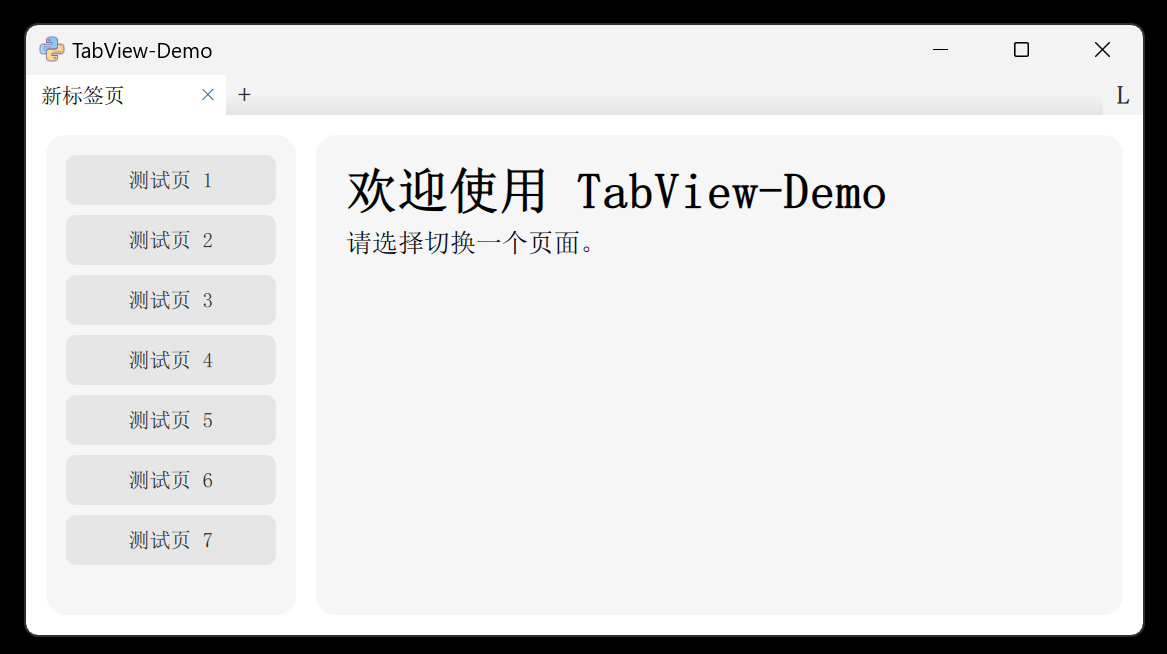 TabView-Demo
新标签页 × +
L
测试页 1
测试页 2
测试页 3
测试页 4
测试页 5
测试页 6
测试页 7
欢迎使用 TabView-Demo
请选择切换一个页面。